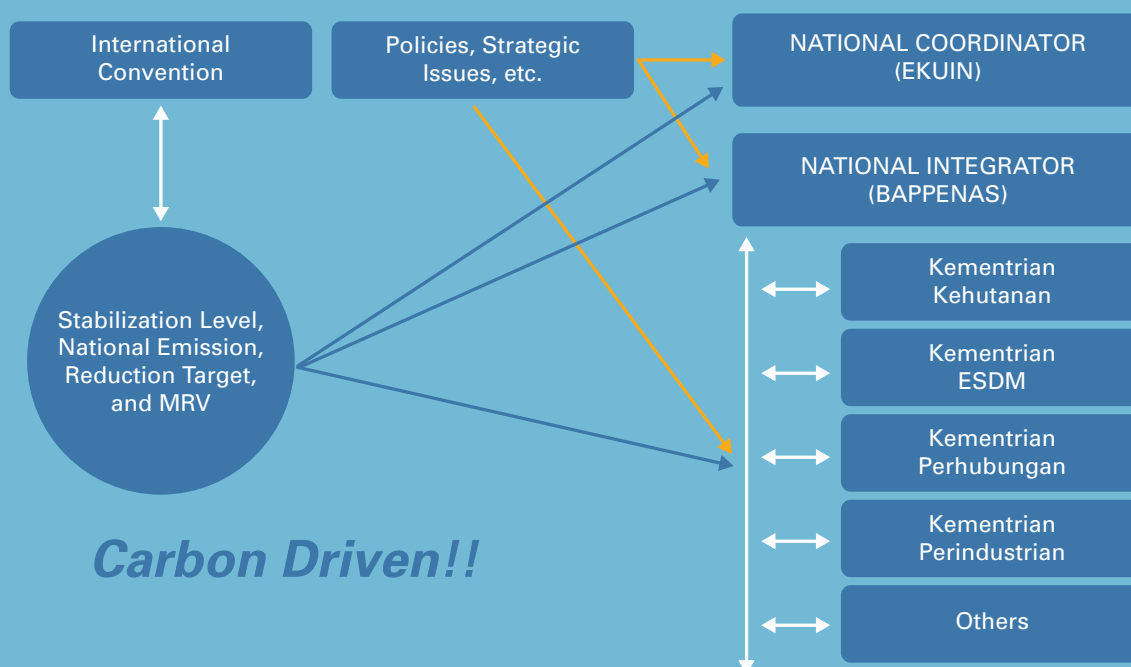 International
Convention
Policies, Strategic
Issues, etc.
NATIONAL COORDINATOR
(EKUIN)
NATIONAL INTEGRATOR
(BAPPENAS)
Stabilization Level,
National Emission,
Reduction Target,
and MRV
Kementrian
Kehutanan
Kementrian
ESDM
Kementrian
Perhubungan
Kementrian
Perindustrian
Others
Carbon Driven!!